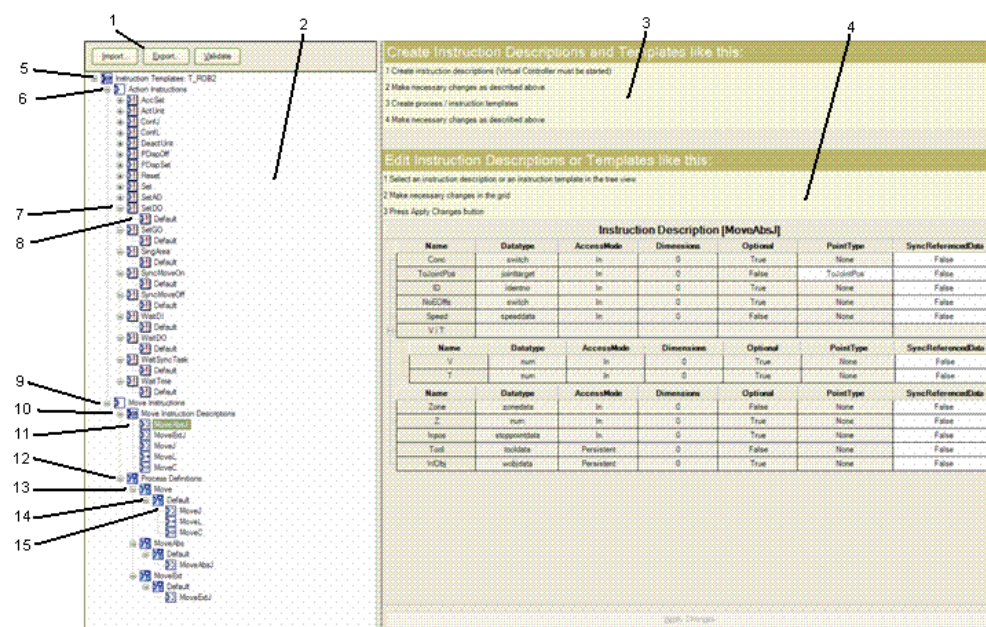 1
2
3
4
Import...
Export...
Validate
Create Instruction Descriptions and Templates like this:
1 Create instruction descriptions (Virtual Controller must be started)
2 Make necessary changes as described above
3 Create process / instruction templates
4 Make necessary changes as described above
5
Instruction Templates: T_ROB2
6
Action Instructions
AccSet
ActUnit
ConfJ
ConfL
DeactUnit
PDispOff
PDispSet
Reset
Set
SetAO
7
SetDO
8
Default
SetGO
Default
SingArea
Default
SyncMoveOn
Default
SyncMoveOff
Default
WaitDI
Default
WaitDO
Default
WaitSyncTask
Default
WaitTime
Default
9
Move Instructions
10
Move Instruction Descriptions
11
MoveAbsJ
MoveExtJ
MoveJ
MoveL
MoveC
12
Process Definitions
13
Move
14
Default
15
MoveJ
MoveL
MoveC
MoveAbs
Default
MoveAbsJ
MoveExt
Default
MoveExtJ
Edit Instruction Descriptions or Templates like this:
1 Select an instruction description or an instruction template in the tree view
2 Make necessary changes in the grid
3 Press Apply Changes button
Instruction Description [MoveAbsJ]
Name Datatype AccessMode Dimensions Optional PointType SyncReferencedData
Conc switch In 0 True None False
ToJointPos jointtarget In 0 False ToJointPos False
ID identno In 0 True None False
NoEOffs switch In 0 True None False
Speed speeddata In 0 False None False
V / T
Name Datatype AccessMode Dimensions Optional PointType SyncReferencedData
V num In 0 True None False
T num In 0 True None False
Name Datatype AccessMode Dimensions Optional PointType SyncReferencedData
Zone zonedata In 0 False None False
Z num In 0 True None False
Inpos stoppointdata In 0 True None False
Tool tooldata Persistent 0 False None False
WObj wobjdata Persistent 0 True None False
Apply Changes